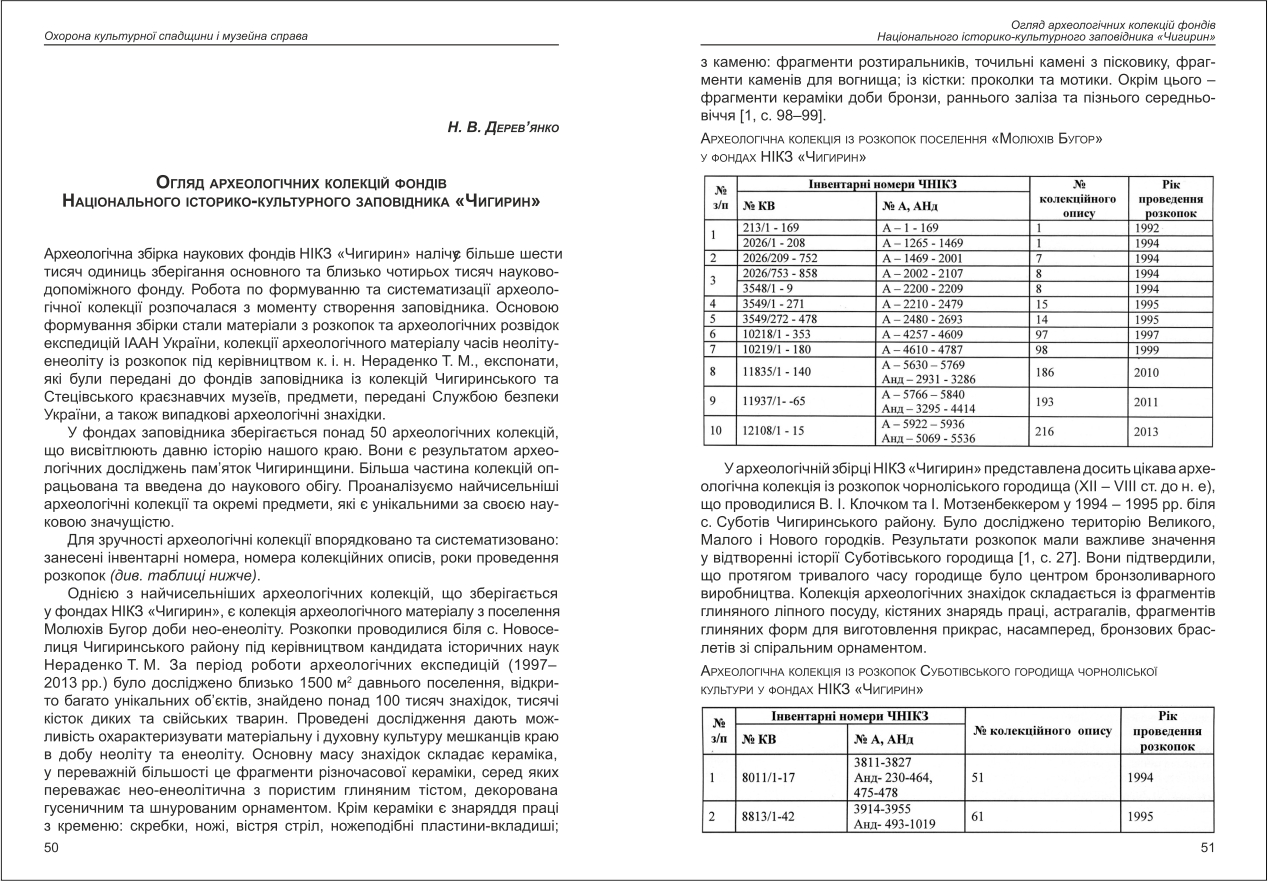 Охорона культурної спадщини і музейна справа
Н. В. Дерев’янко
Огляд археологічних колекцій фондів
Національного історико-культурного заповідника «Чигирин»
Археологічна збірка наукових фондів НІКЗ «Чигирин» налічує більше шести
тисяч одиниць зберігання основного та близько чотирьох тисяч науково-
допоміжного фонду. Робота по формуванню та систематизації археоло-
гічної колекції розпочалася з моменту створення заповідника. Основою
формування збірки стали матеріали з розкопок та археологічних розвідок
експедицій ІААН України, колекції археологічного матеріалу часів неоліту-
енеоліту із розкопок під керівництвом к. і. н. Нераденко Т. М., експонати,
які були передані до фондів заповідника із колекцій Чигиринського та
Стецівського краєзнавчих музеїв, предмети, передані Службою безпеки
України, а також випадкові археологічні знахідки.
У фондах заповідника зберігається понад 50 археологічних колекцій,
що висвітлюють давню історію нашого краю. Вони є результатом архео-
логічних досліджень пам’яток Чигиринщини. Більша частина колекцій оп-
рацьована та введена до наукового обігу. Проаналізуємо найчисельніші
археологічні колекції та окремі предмети, які є унікальними за своєю нау-
ковою значущістю.
Для зручності археологічні колекції впорядковано та систематизовано:
занесені інвентарні номера, номера колекційних описів, роки проведення
розкопок (див. таблиці нижче).
Однією з найчисельніших археологічних колекцій, що зберігається
у фондах НІКЗ «Чигирин», є колекція археологічного матеріалу з поселення
Молюхів Бугор доби нео-енеоліту. Розкопки проводилися біля с. Новосе-
лиця Чигиринського району під керівництвом кандидата історичних наук
Нераденко Т. М. За період роботи археологічних експедицій (1997–
2013 рр.) було досліджено близько 1500 м² давнього поселення, відкри-
то багато унікальних об’єктів, знайдено понад 100 тисяч знахідок, тисячі
кісток диких та свійських тварин. Проведені дослідження дають мож-
ливість охарактеризувати матеріальну і духовну культуру мешканців краю
в добу неоліту та енеоліту. Основну масу знахідок складає кераміка,
у переважній більшості це фрагменти різночасової кераміки, серед яких
переважає нео-енеолітична з пористим глиняним тістом, декорована
гусеничним та шнурованим орнаментом. Крім кераміки є знаряддя праці
з кременю: скребки, ножі, вістря стріл, ножеподібні пластини-вкладиші;
50
Огляд археологічних колекцій фондів
Національного історико-культурного заповідника «Чигирин»
з каменю: фрагменти розтиральників, точильні камені з пісковику, фраг-
менти каменів для вогнища; із кістки: проколки та мотики. Окрім цього –
фрагменти кераміки доби бронзи, раннього заліза та пізнього середньо-
віччя [1, с. 98–99].
Археологічна колекція із розкопок поселення «Молюхів Бугор»
у фондах НІКЗ «Чигирин»
№ з/п Інвентарні номери ЧНІКЗ № колекційного опису Рік проведення розкопок
№ КВ № А, АНд
1 213/1 - 169 А – 1 - 169 1 1992
2026/1 - 208 А – 1265 - 1469 1 1994
2 2026/209 - 752 А – 1469 - 2001 7 1994
3 2026/753 - 858 А – 2002 - 2107 8 1994
3548/1 - 9 А – 2200 - 2209 8 1994
4 3549/1 - 271 А – 2210 - 2479 15 1995
5 3549/272 - 478 А – 2480 - 2693 14 1995
6 10218/1 - 353 А – 4257 - 4609 97 1997
7 10219/1 - 180 А – 4610 - 4787 98 1999
8 11835/1 - 140 А – 5630 – 5769 186 2010
Анд – 2931 - 3286
9 11937/1- -65 А – 5766 – 5840 193 2011
Анд – 3295 - 4414
10 12108/1 - 15 А – 5922 – 5936 216 2013
Анд – 5069 - 5536
У археологічній збірці НІКЗ «Чигирин» представлена досить цікава архе-
ологічна колекція із розкопок чорноліського городища (XII – VIII ст. до н. е),
що проводилися В. І. Клочком та І. Мотзенбеккером у 1994 – 1995 рр. біля
с. Суботів Чигиринського району. Було досліджено територію Великого,
Малого і Нового городків. Результати розкопок мали важливе значення
у відтворенні історії Суботівського городища [1, с. 27]. Вони підтвердили,
що протягом тривалого часу городище було центром бронзоливарного
виробництва. Колекція археологічних знахідок складається із фрагментів
глиняного ліпного посуду, кістяних знарядь праці, астрагалів, фрагментів
глиняних форм для виготовлення прикрас, насамперед, бронзових брас-
летів зі спіральним орнаментом.
Археологічна колекція із розкопок Суботівського городища чорноліської
культури у фондах НІКЗ «Чигирин»
№ з/п Інвентарні номери ЧНІКЗ № колекційного опису Рік проведення розкопок
№ КВ № А, АНд
1 8011/1-17 3811-3827 51 1994
Анд- 230-464,
475-478
2 8813/1-42 3914-3955 61 1995
Анд- 493-1019
51